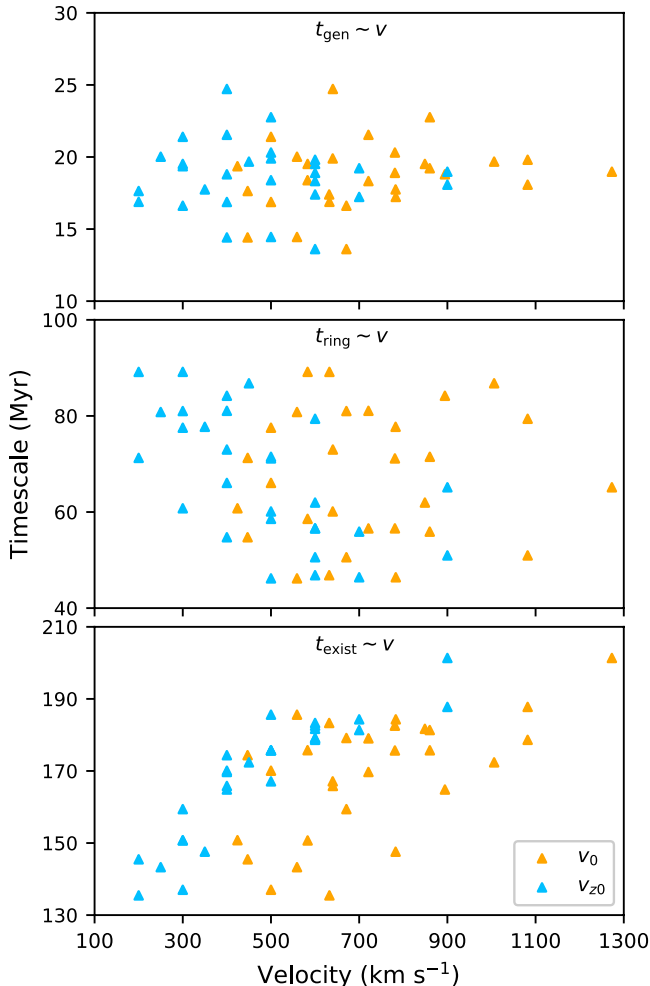 t_gen ~ v
30
25
20
15
10
t_ring ~ v
100
80
60
40
Timescale (Myr)
t_exist ~ v
210
190
170
150
130
v_0
v_z0
100 300 500 700 900 1100 1300
Velocity (km s⁻¹)